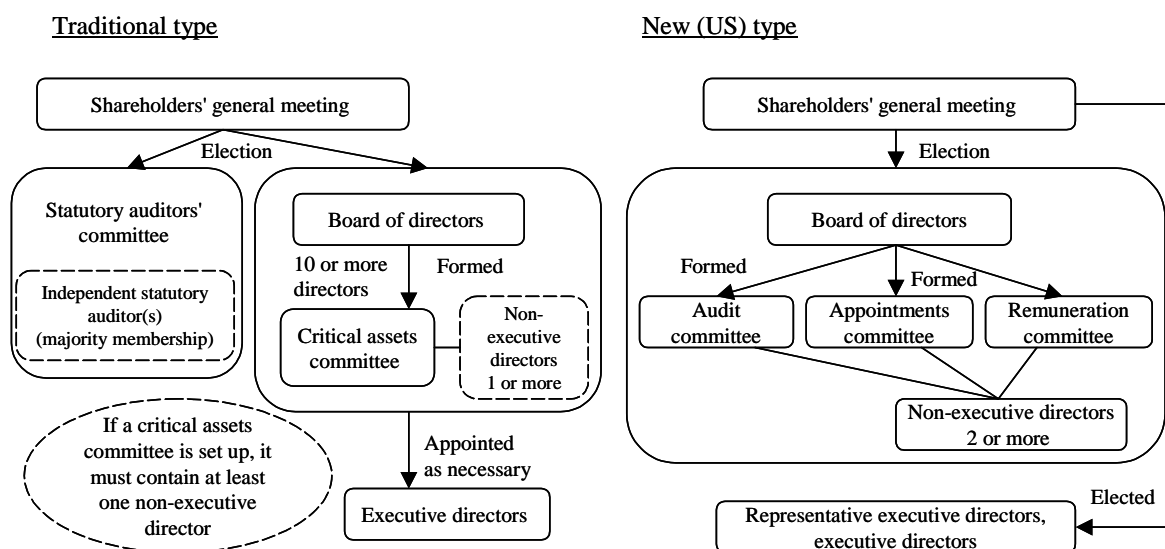 Traditional type
Shareholders' general meeting
Election
Statutory auditors'
committee
Independent statutory
auditor(s)
(majority membership)
Board of directors
10 or more
directors
Formed
Critical assets
committee
Non-
executive
directors
1 or more
If a critical assets
committee is set up, it
must contain at least
one non-executive
director
Appointed
as necessary
Executive directors
New (US) type
Shareholders' general meeting
Election
Board of directors
Formed
Formed
Audit
committee
Appointments
committee
Remuneration
committee
Non-executive directors
2 or more
Elected
Representative executive directors,
executive directors